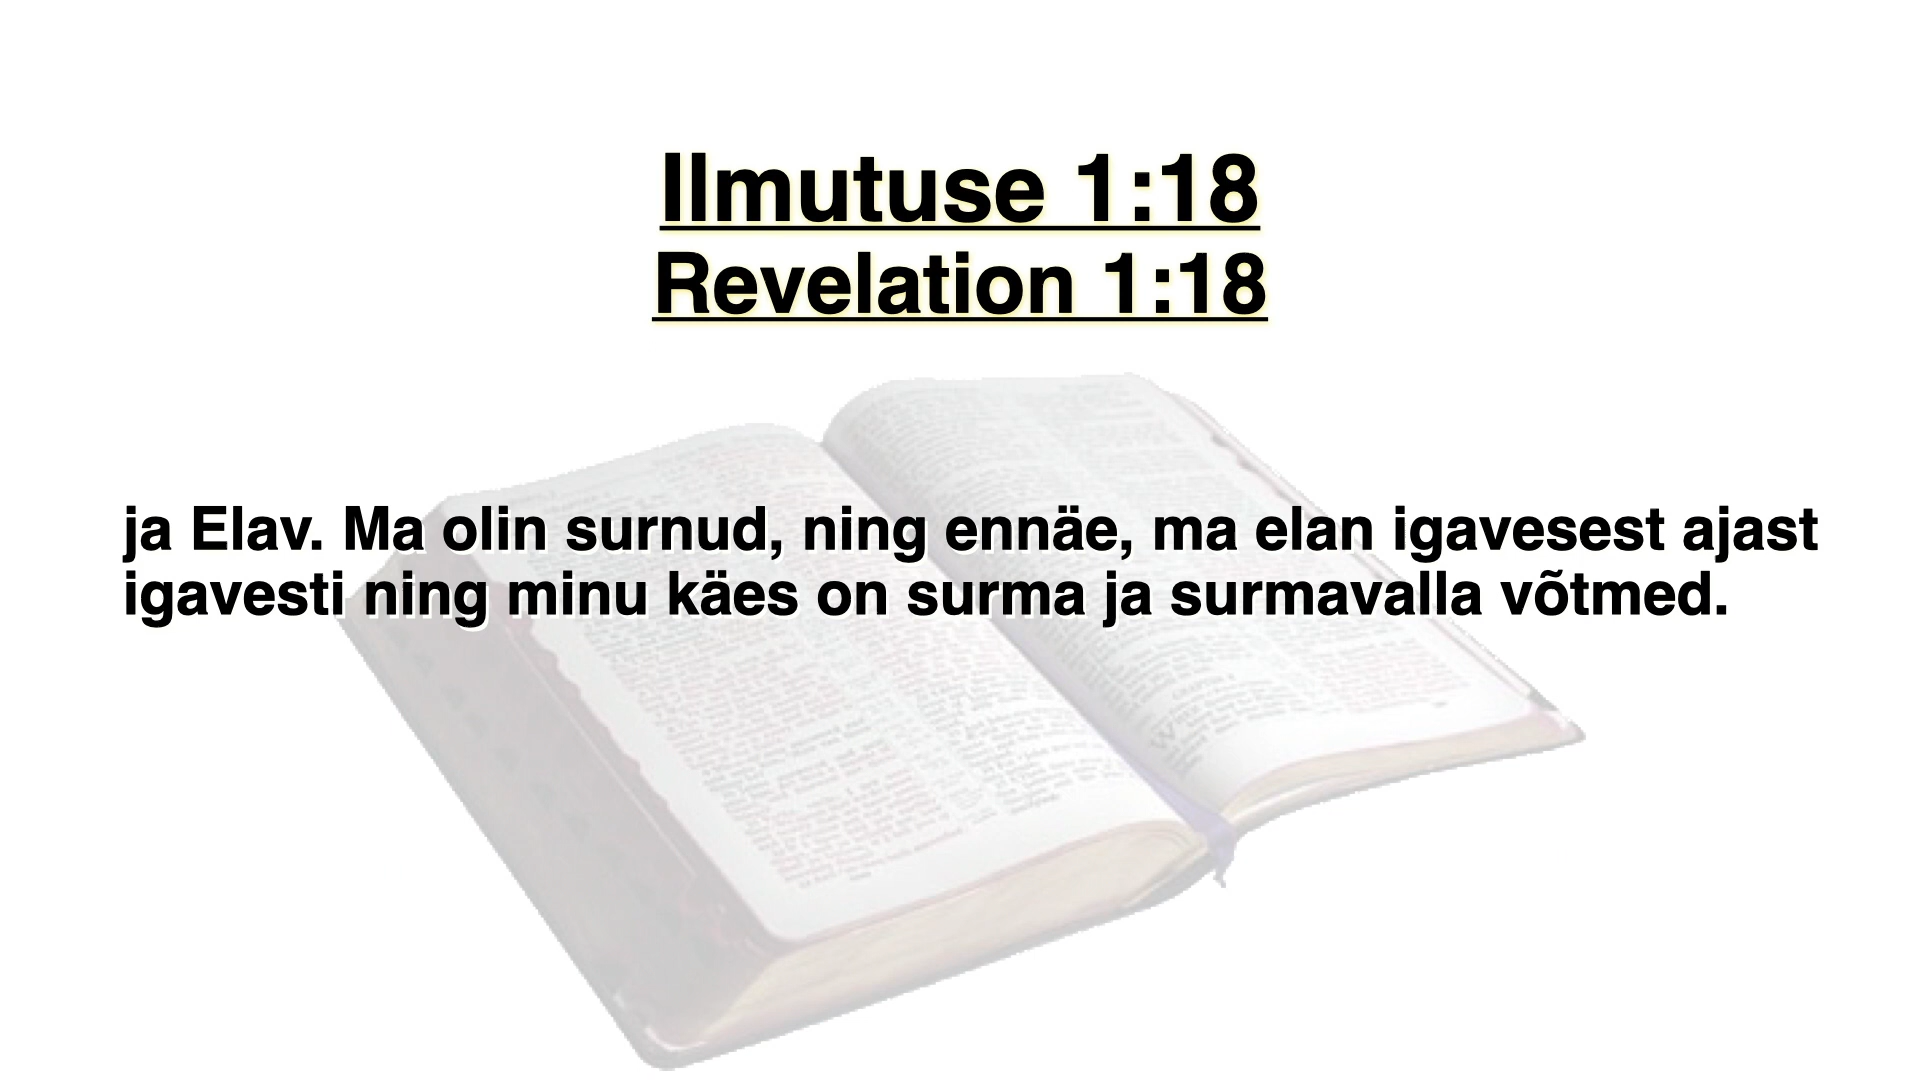 Ilmutuse 1:18
Revelation 1:18
ja Elav. Ma olin surnud, ning ennäe, ma elan igavesest ajast
igavesti ning minu käes on surma ja surmavalla võtmed.